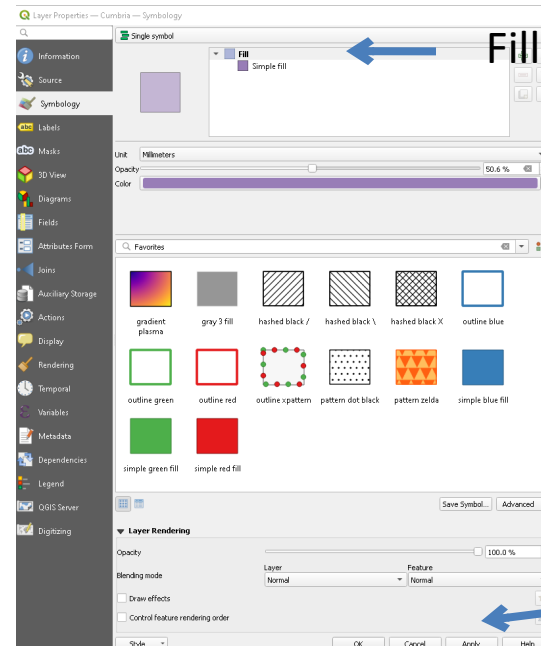 Layer Properties — Cumbria — Symbology
Information
Source
Symbology
Labels
Masks
3D View
Diagrams
Fields
Attributes Form
Joins
Auxiliary Storage
Actions
Display
Rendering
Temporal
Variables
Metadata
Dependencies
Legend
QGIS Server
Digitizing
Single symbol
Fill
Simple fill
Fill
Unit Millimeters
Opacity 50.6 %
Color
Favorites
gradient plasma
gray 3 fill
hashed black /
hashed black \
hashed black X
outline blue
outline green
outline red
outline xpattern
pattern dot black
pattern zelda
simple blue fill
simple green fill
simple red fill
Save Symbol... Advanced
Layer Rendering
Opacity 100.0 %
Layer Feature
Blending mode Normal Normal
Draw effects
Control feature rendering order
Style OK Cancel Apply Help